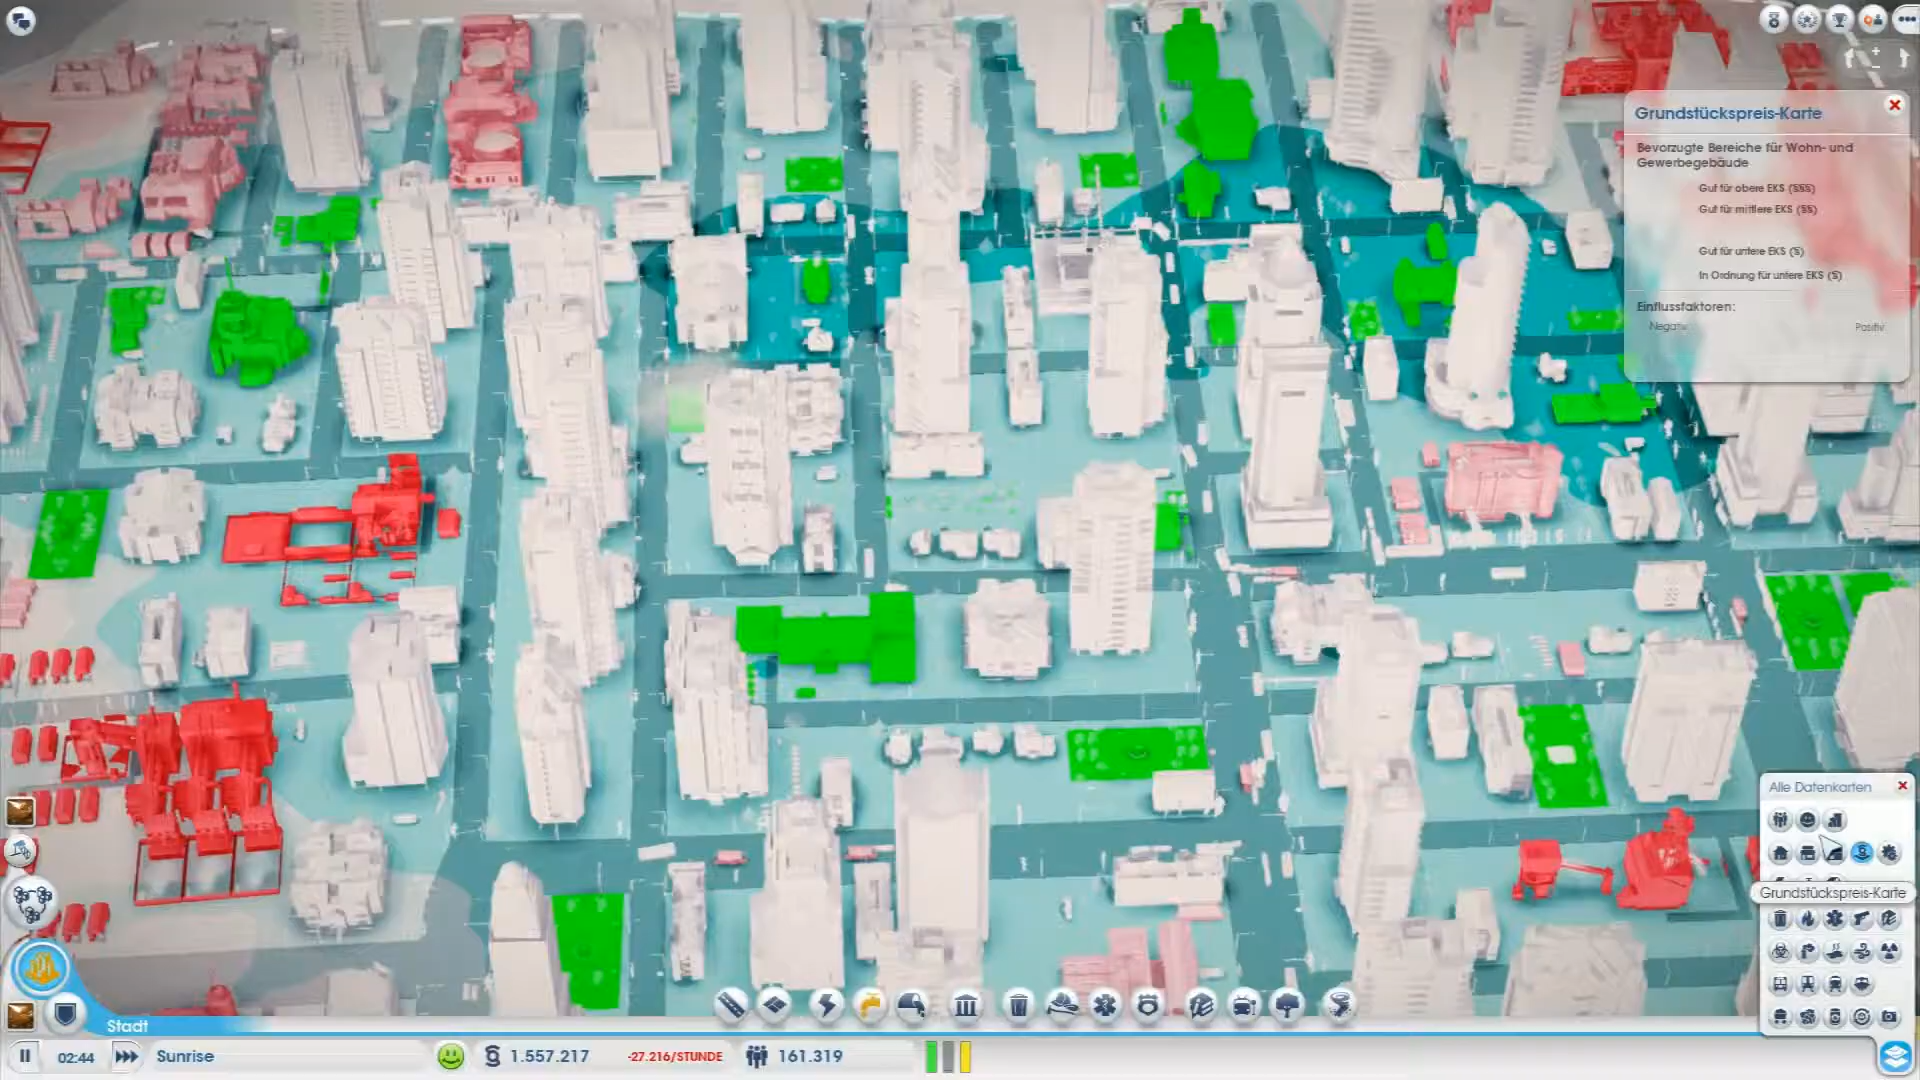 Grundstückspreis-Karte
Bevorzugte Bereiche für Wohn- und
Gewerbegebäude
Gut für obere EKS (§§§)
Gut für mittlere EKS (§§)
Gut für untere EKS (§)
In Ordnung für untere EKS (§)
Einflussfaktoren:
Negativ
Positiv
Alle Datenkarten
Grundstückspreis-Karte
Stadt
02:44
Sunrise
1.557.217
-27.216/STUNDE
161.319